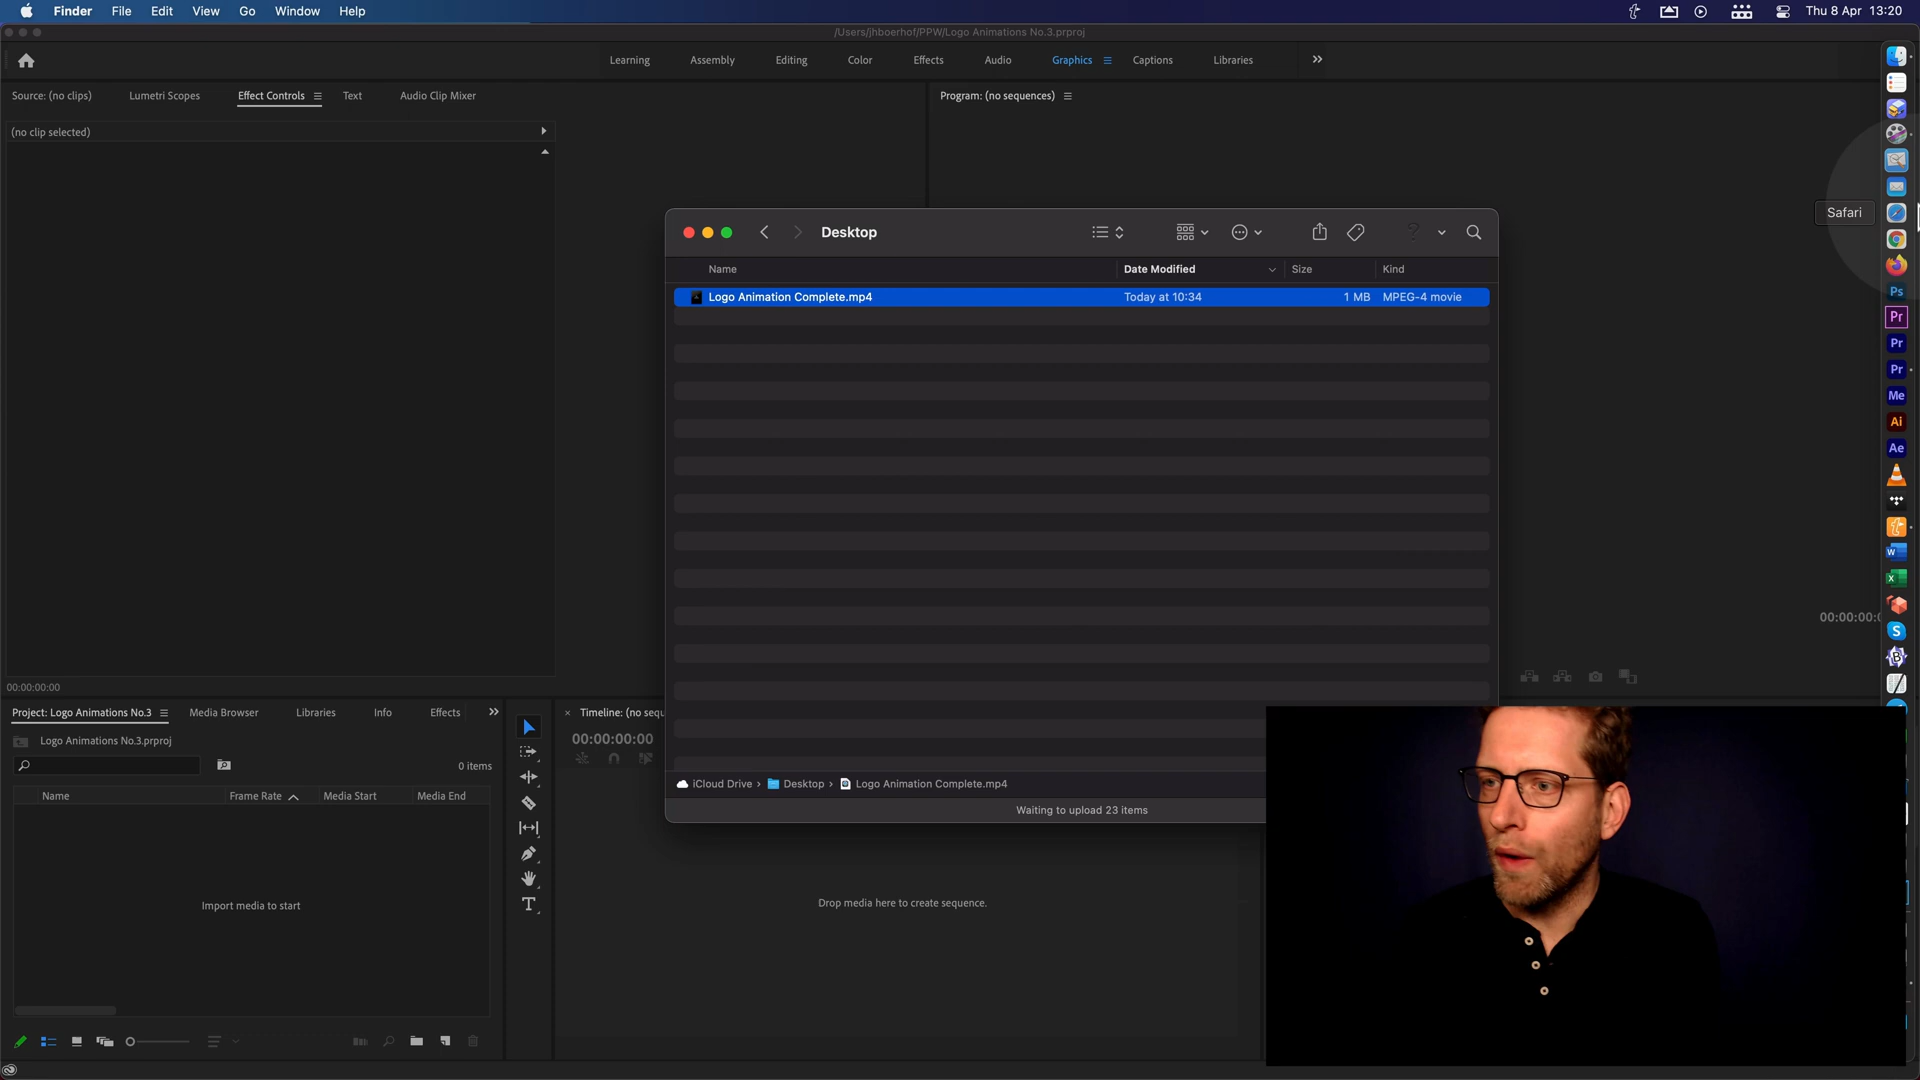 Finder File Edit View Go Window Help Thu 8 Apr 13:20
/Users/jhboerhof/PPW/Logo Animations No.3.prproj
Learning Assembly Editing Color Effects Audio Graphics Captions Libraries
Source: (no clips) Lumetri Scopes Effect Controls Text Audio Clip Mixer Program: (no sequences)
(no clip selected)
Safari
Desktop
Name Date Modified Size Kind
Logo Animation Complete.mp4 Today at 10:34 1 MB MPEG-4 movie
Ps
Pr
Pr
Pr
Me
Ai
Ae
W
X
S
B
00:00:00:0
00:00:00:00
Project: Logo Animations No.3 Media Browser Libraries Info Effects Timeline: (no sequ
Logo Animations No.3.prproj 00:00:00:00
0 items
iCloud Drive Desktop Logo Animation Complete.mp4
Name Frame Rate Media Start Media End
Waiting to upload 23 items
Import media to start
Drop media here to create sequence.